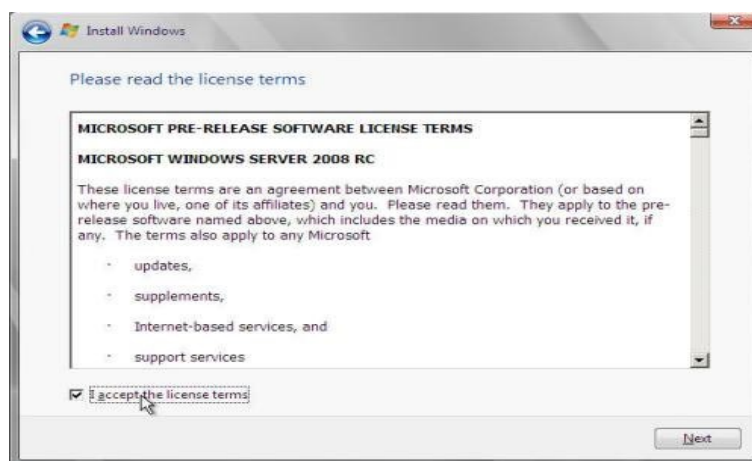 Install Windows
Please read the license terms
MICROSOFT PRE-RELEASE SOFTWARE LICENSE TERMS
MICROSOFT WINDOWS SERVER 2008 RC
These license terms are an agreement between Microsoft Corporation (or based on
where you live, one of its affiliates) and you. Please read them. They apply to the pre-
release software named above, which includes the media on which you received it, if
any. The terms also apply to any Microsoft
· updates,
· supplements,
· Internet-based services, and
· support services
I accept the license terms
Next